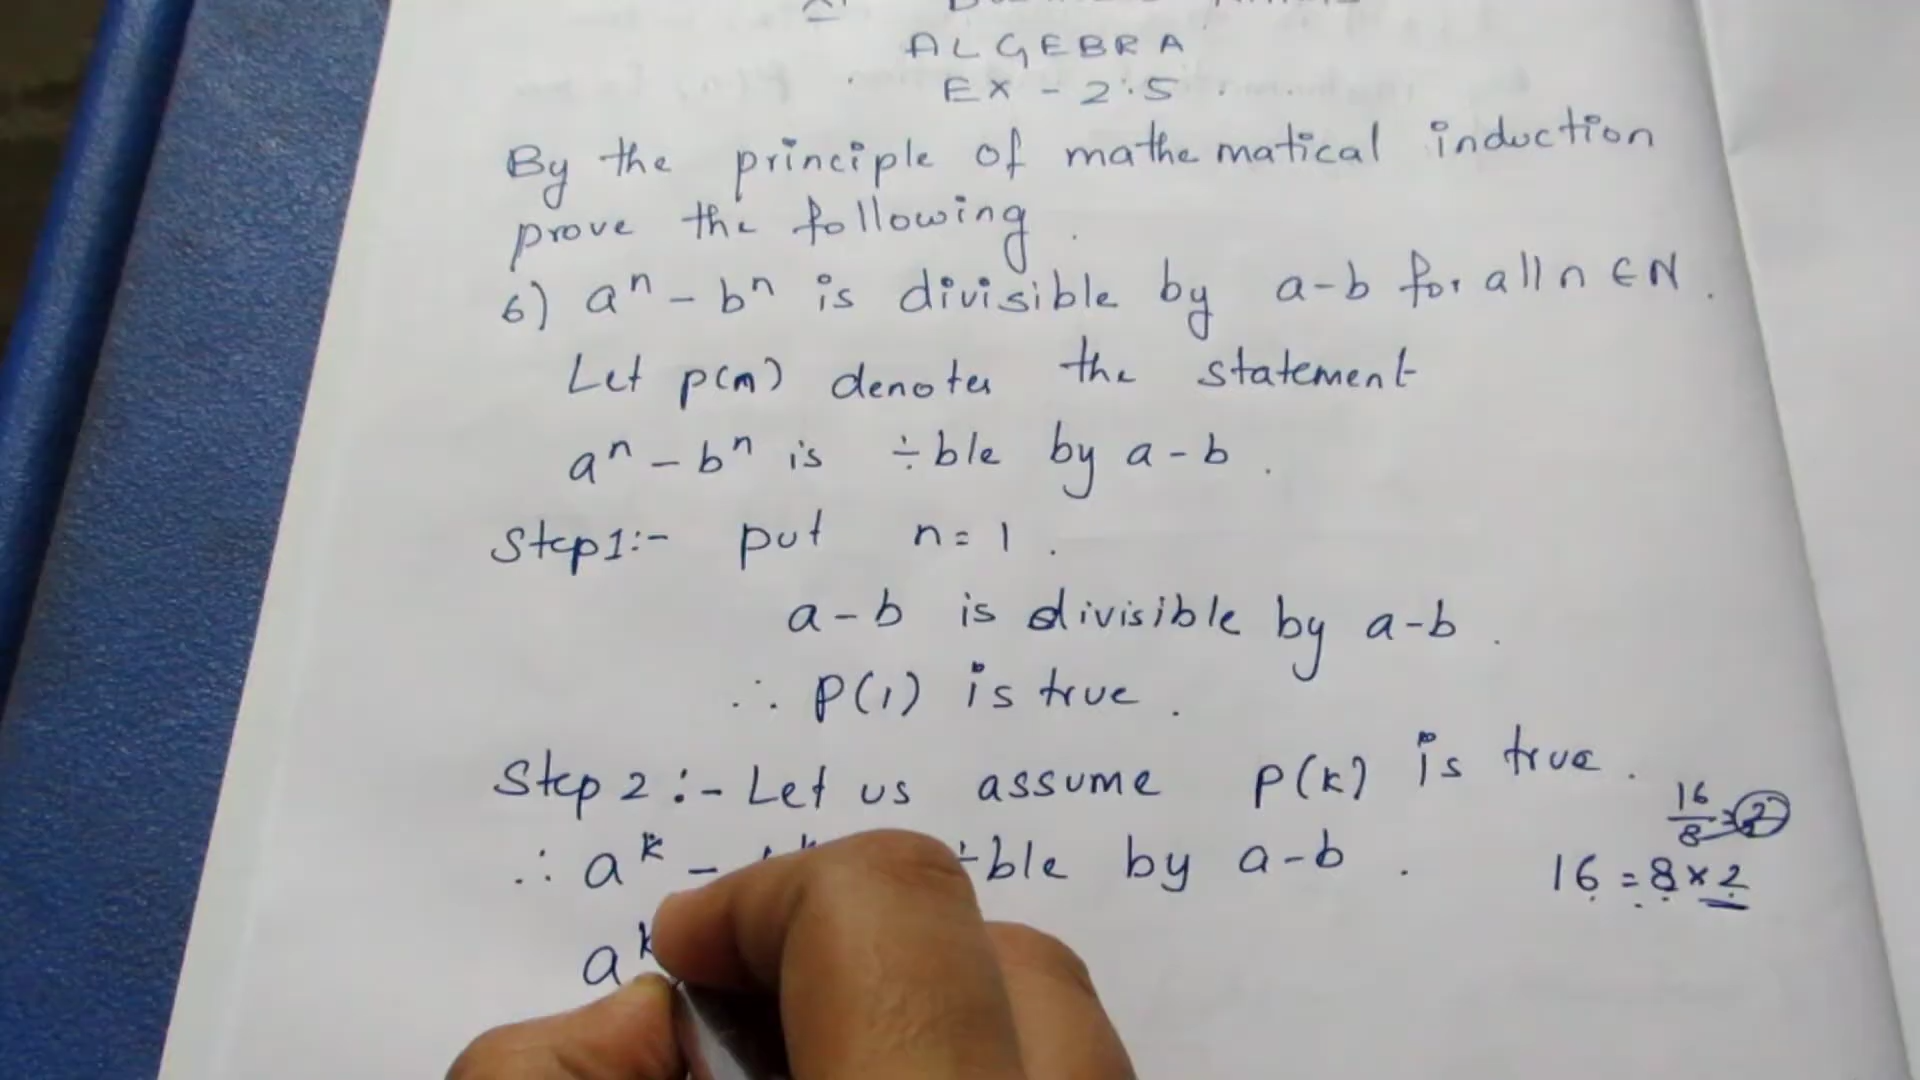 ALGEBRA
EX - 2.5
By the principle of mathematical induction
prove the following.
6) aⁿ - bⁿ is divisible by a-b for all n ∈ N.
Let p(n) denotes the statement
aⁿ - bⁿ is ÷ble by a-b.
Step1:- put n=1.
a-b is divisible by a-b.
∴ P(1) is true.
Step 2:- Let us assume P(k) is true.
16/8 = 2
∴ aᵏ - ÷ble by a-b.
16 = 8 × 2
aᵏ